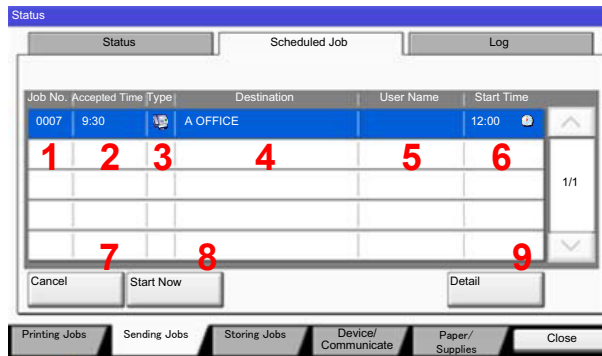 Status
Status Scheduled Job Log
Job No. Accepted Time Type Destination User Name Start Time
0007 9:30 A OFFICE 12:00
1 2 3 4 5 6
1/1
7 8 9
Cancel Start Now Detail
Printing Jobs Sending Jobs Storing Jobs Device/
Communicate Paper/
Supplies Close